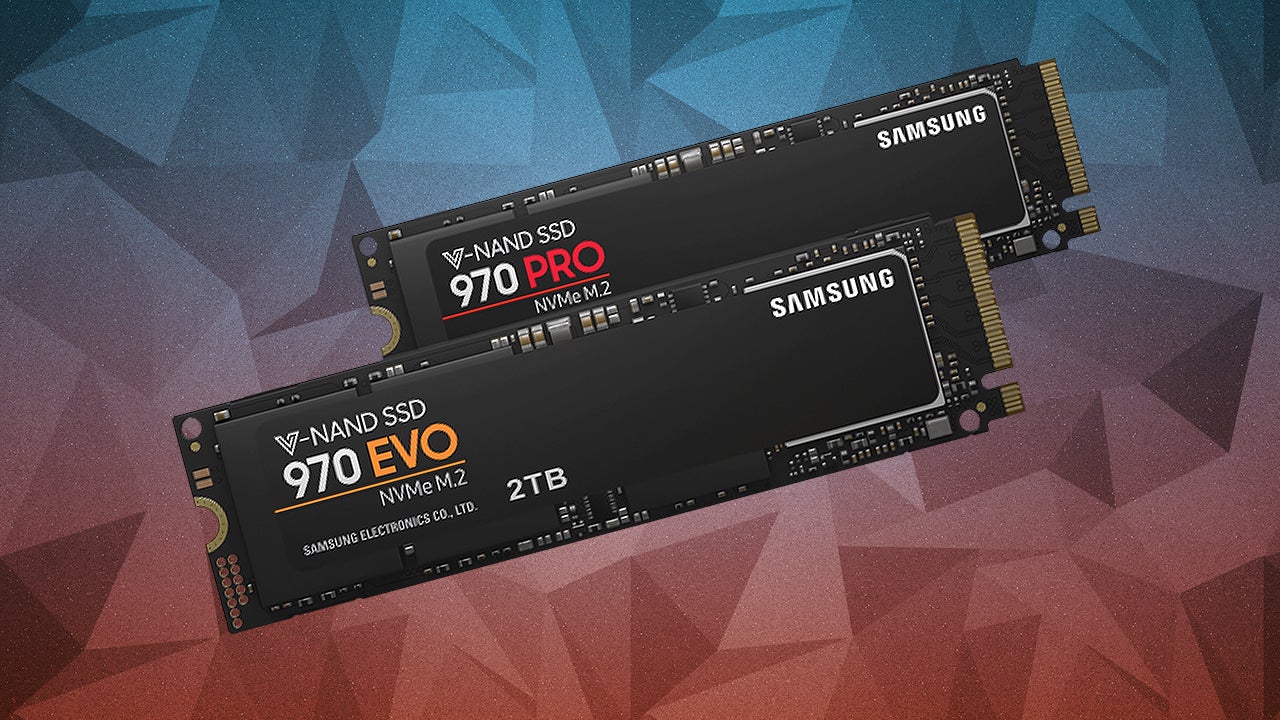 SAMSUNG
V-NAND SSD
970 PRO
NVMe M.2
SAMSUNG
V-NAND SSD
970 EVO
NVMe M.2
2TB
SAMSUNG ELECTRONICS CO., LTD.